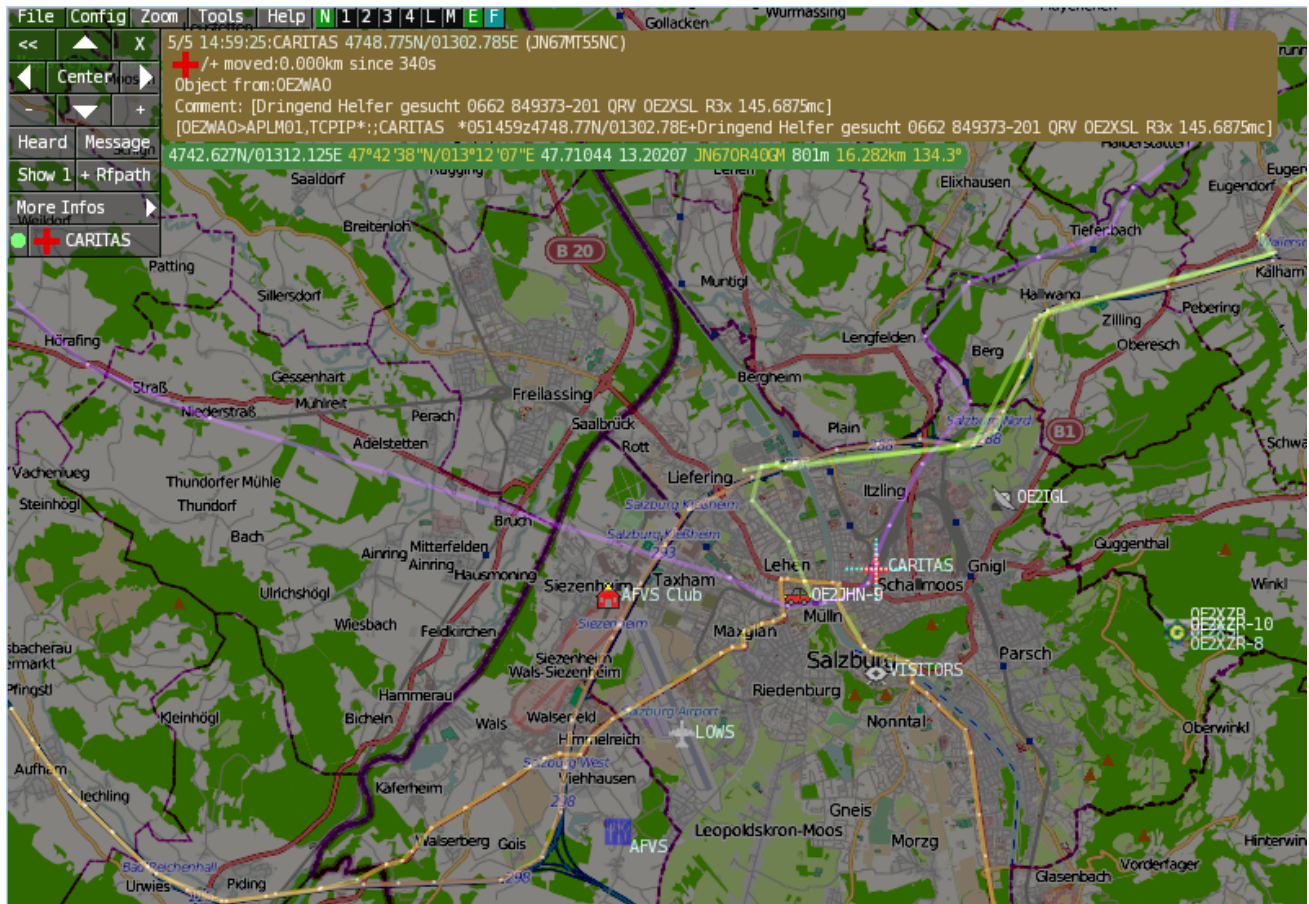 File Config Zoom Tools Help N 1 2 3 4 L M E F
Gollacken
Wurmassing
<< X
Center
- +
Heard Message
Show 1 + Rfpath
More Infos
CARITAS
5/5 14:59:25:CARITAS 4748.775N/01302.785E (JN67MT55NC)
/+ moved:0.000km since 340s
Object from:OE2WAO
Comment: [Dringend Helfer gesucht 0662 849373-201 QRV OE2XSL R3x 145.6875mc]
[OE2WAO>APLM01,TCPIP*:;CARITAS *051459z4748.77N/01302.78E+Dringend Helfer gesucht 0662 849373-201 QRV OE2XSL R3x 145.6875mc]
4742.627N/01312.125E 47°42'38"N/013°12'07"E 47.71044 13.20207 JN67OR40GM 801m 16.282km 134.3°
Saaldorf
Elixhausen
Eugendorf
Breitenloh
Tiefenbach
B 20
Patting
Muntigl
Kalham
Sillersdorf
Hallwang
Pebering
Zilling
Hörafing
Lengfelden
Berg
Oberesch
Gessenhart
Bergheim
Straß
Mühlreit
Freilassing
Niederstraß
Perach
Saalbrück
Salzburg Nord
Plain
B1
Adelstetten
Rott
288
Vachenlueg
Thundorfer Mühle
Liefering
Steinhögl
Thundorf
Itzling
OE2IGL
Salzburg Kleßheim
Bruch
Bach
Salzburg Kleßheim
Ainring
Mitterfelden
Ainring
293
Guggenthal
Hausmoning
Lehen
CARITAS
Gnigl
Siezenheim
Taxham
Schallmoos
Winkl
Ulrichshögl
AFVS Club
OE2JHN-9
Mülln
OE2XZR
OE2XZR-10
OE2XZR-8
Wiesbach
Feldkirchen
Siezenheim
Maxglan
Parsch
Siezenheim
Wals-Siezenheim
Salzburg
VISITORS
Hammerau
Riedenburg
Kleinhögl
Bicheln
Wals
Walserfeld
Salzburg Airport
Nonntal
Oberwinkl
LOWS
Himmelreich
Salzburg West
Aufham
Viehhausen
Käferheim
298
Gneis
Leopoldskron-Moos
Morzg
Walserberg
Gois
AFVS
Hinterwin
Bad Reichenhall
Vorderfager
Urwies
Piding
298
Glasenbach